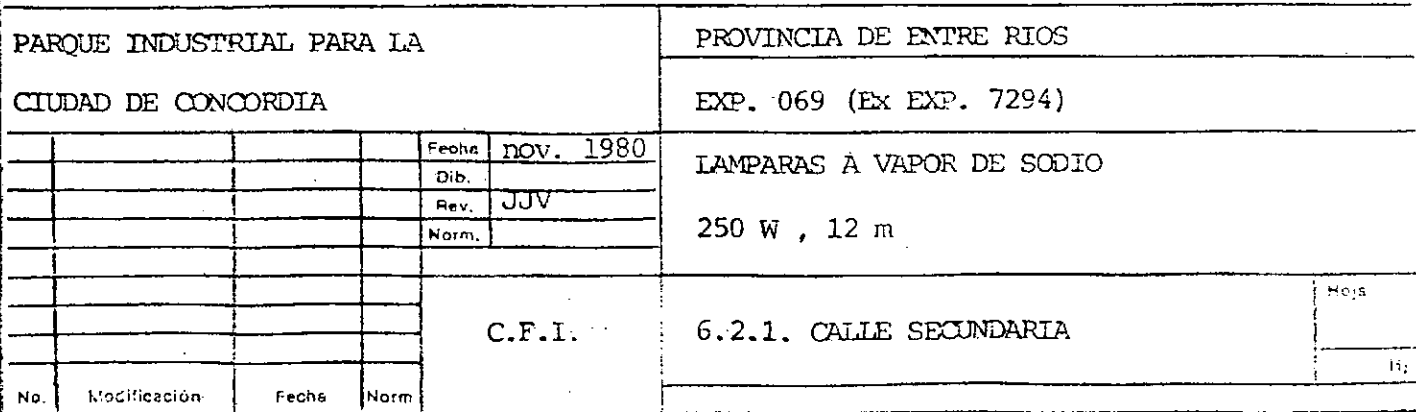 PARQUE INDUSTRIAL PARA LA
CIUDAD DE CONCORDIA
PROVINCIA DE ENTRE RIOS
EXP. 069 (Ex EXP. 7294)
Fecha nov. 1980
Dib.
Rev. JJV
Norm.
LAMPARAS A VAPOR DE SODIO
250 W , 12 m
C.F.I.
6.2.1. CALLE SECUNDARIA
Hoja
No. Modificación Fecha Norm